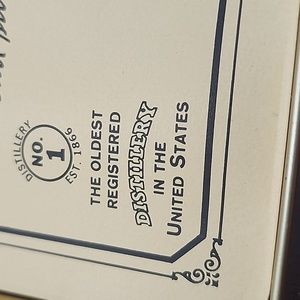 DISTILLERY
NO.
1
EST. 1866
THE OLDEST
REGISTERED
DISTILLERY
IN THE
UNITED STATES